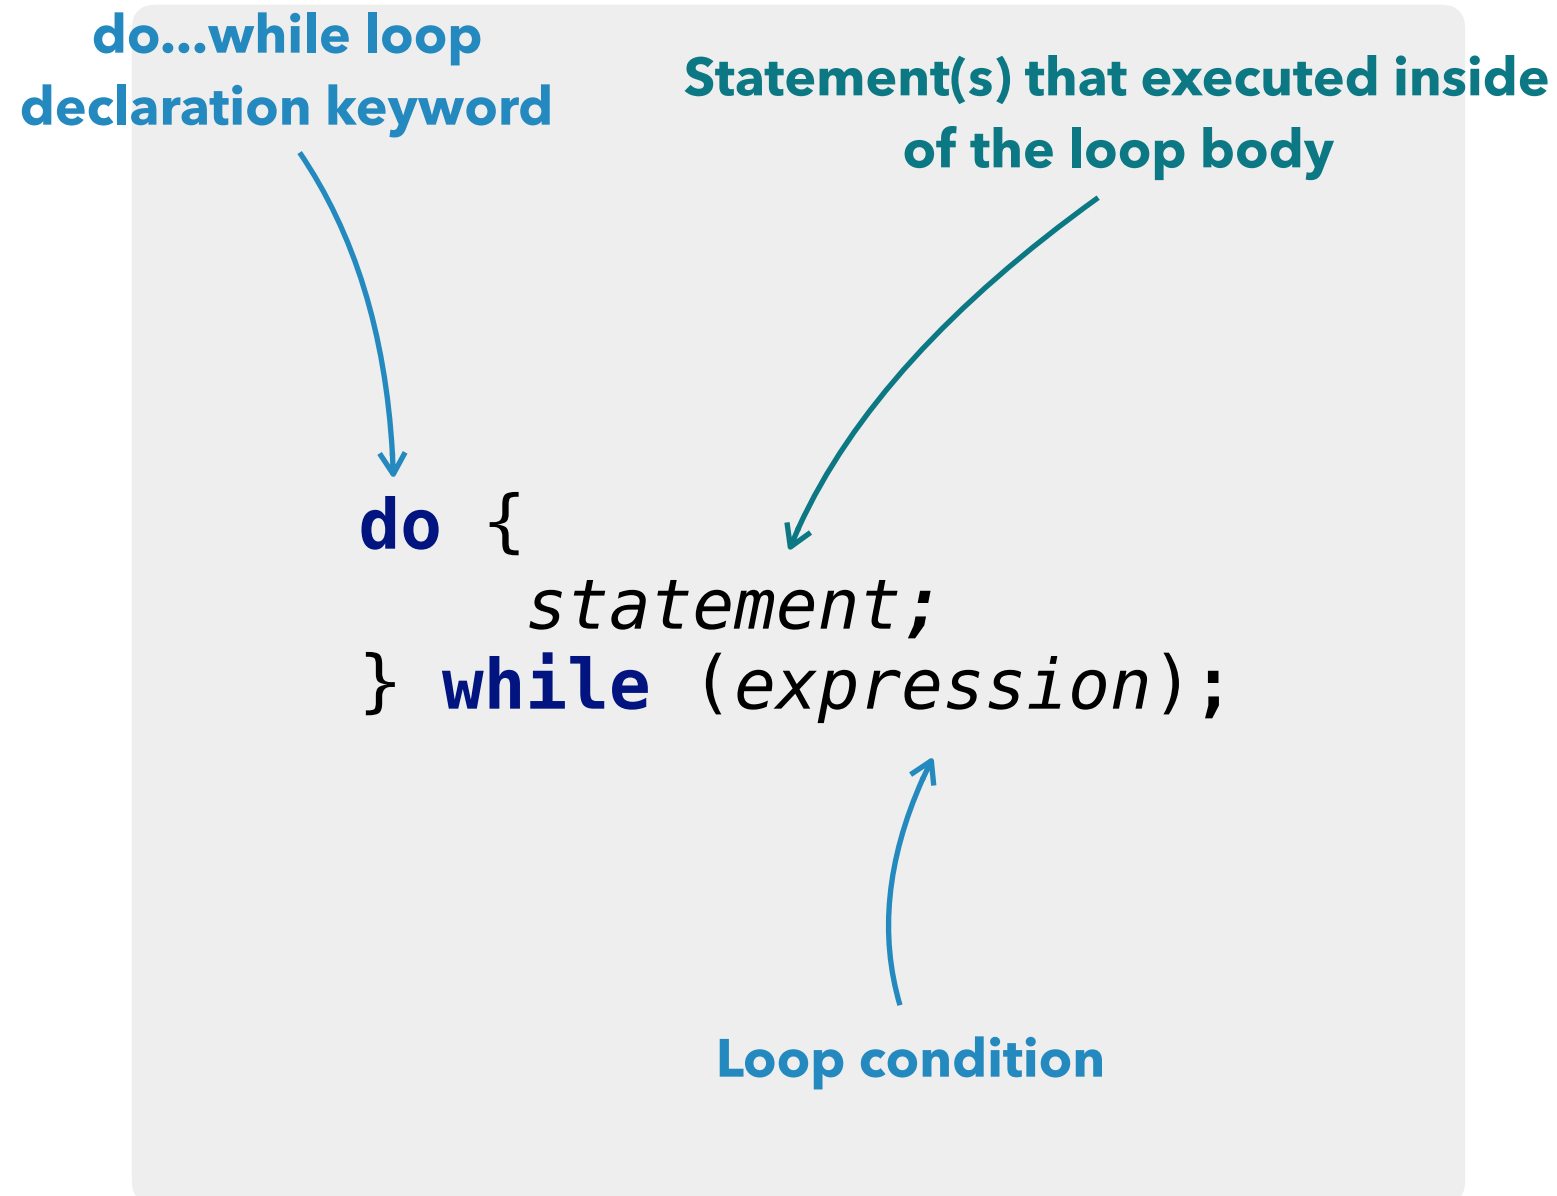 do...while loop
declaration keyword
Statement(s) that executed inside
of the loop body
do {
statement;
} while (expression);
Loop condition